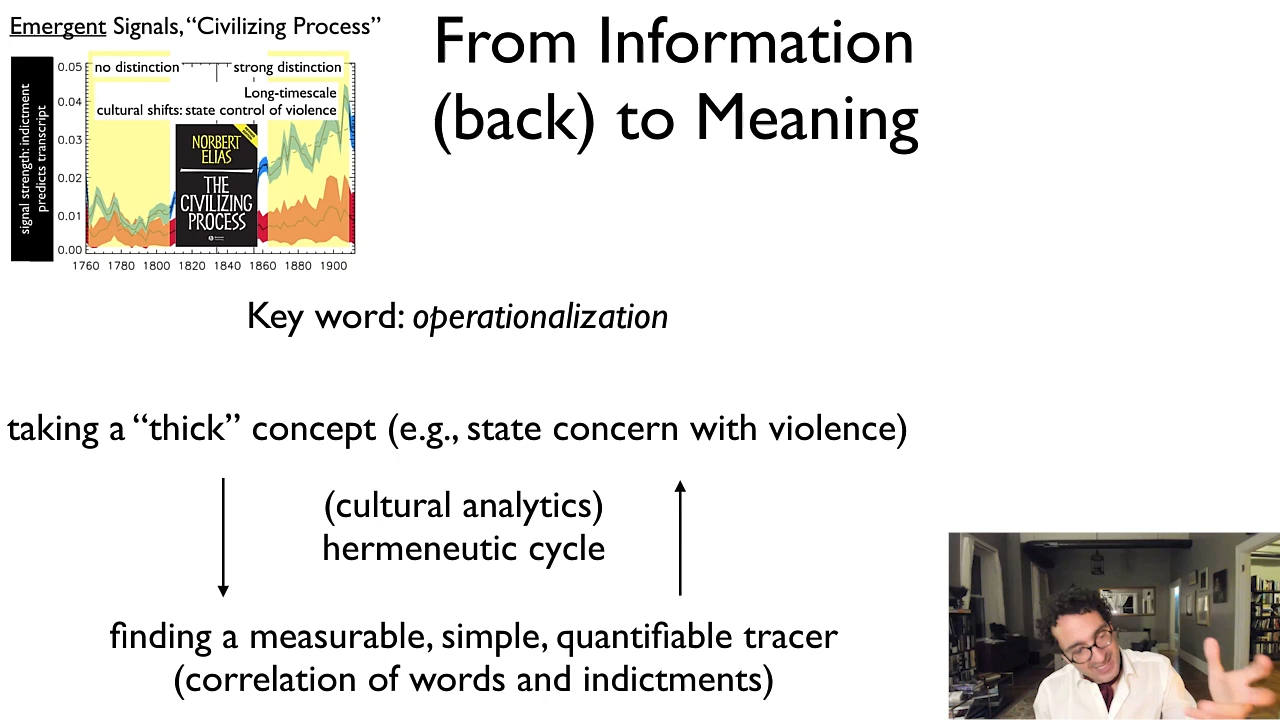 Emergent Signals, “Civilizing Process”
From Information
(back) to Meaning
signal strength: indictment
predicts transcript
0.05
0.04
0.03
0.02
0.01
0.00
no distinction
strong distinction
Long-timescale
cultural shifts: state control of violence
NORBERT
ELIAS
THE
CIVILIZING
PROCESS
1760 1780 1800 1820 1840 1860 1880 1900
Key word: operationalization
taking a “thick” concept (e.g., state concern with violence)
(cultural analytics)
hermeneutic cycle
finding a measurable, simple, quantifiable tracer
(correlation of words and indictments)